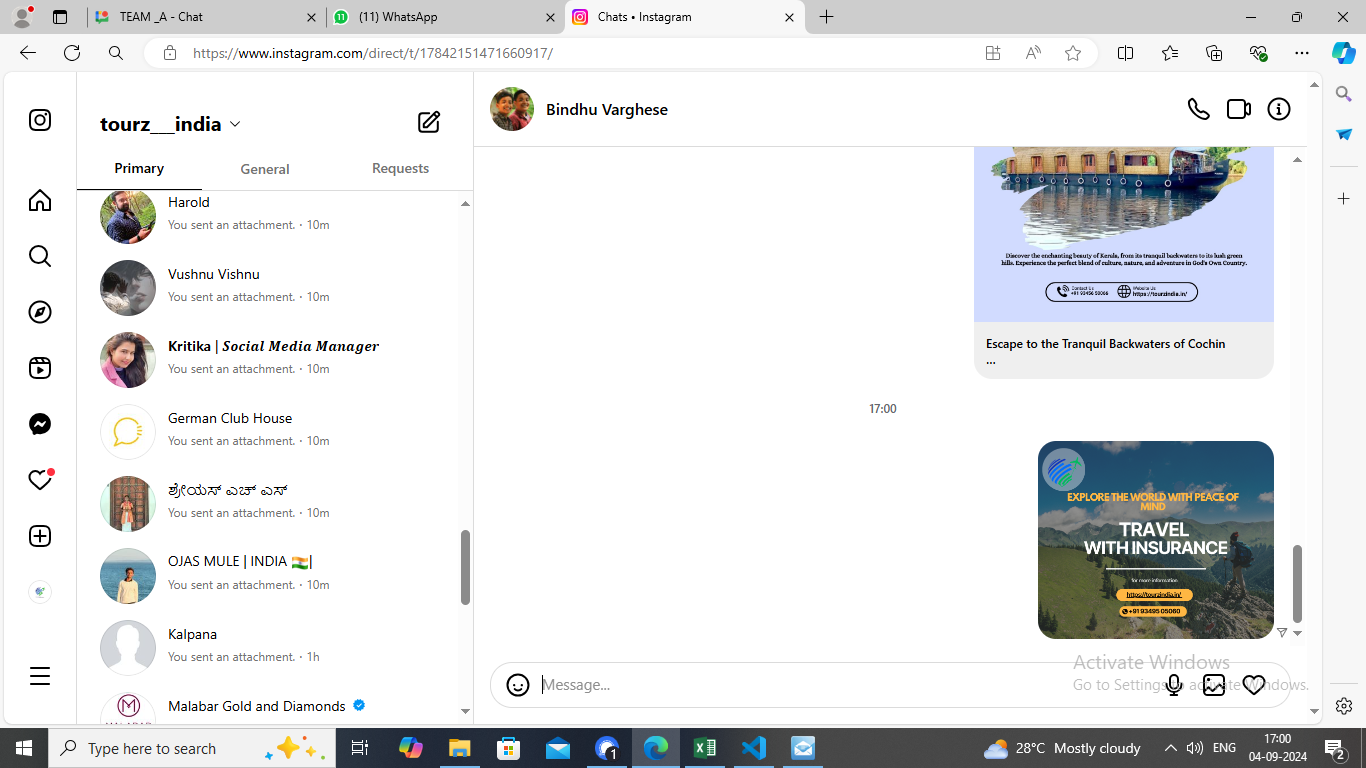 TEAM _A - Chat
(11) WhatsApp
Chats • Instagram
https://www.instagram.com/direct/t/17842151471660917/
tourz___india
Primary
General
Requests
Harold
You sent an attachment. · 10m
Vushnu Vishnu
You sent an attachment. · 10m
Kritika | 𝑺𝒐𝒄𝒊𝒂𝒍 𝑴𝒆𝒅𝒊𝒂 𝑴𝒂𝒏𝒂𝒈𝒆𝒓
You sent an attachment. · 10m
German Club House
You sent an attachment. · 10m
ಶ್ರೇಯಸ್ ಎಚ್ ಎಸ್
You sent an attachment. · 10m
OJAS MULE | INDIA 🇮🇳|
You sent an attachment. · 10m
Kalpana
You sent an attachment. · 1h
Malabar Gold and Diamonds
Bindhu Varghese
Discover the enchanting beauty of Kerala, from its tranquil backwaters to its lush green
hills. Experience the perfect blend of culture, nature, and adventure in God's Own Country.
Contact Us
Website Us
https://tourzindia.in/
Escape to the Tranquil Backwaters of Cochin
...
17:00
EXPLORE THE WORLD WITH PEACE OF
MIND
TRAVEL
WITH INSURANCE
for more information
https://tourzindia.in/
+91 93495 05060
Message...
Activate Windows
Go to Settings to activate Windows.
Type here to search
28°C Mostly cloudy
ENG
17:00
04-09-2024
2